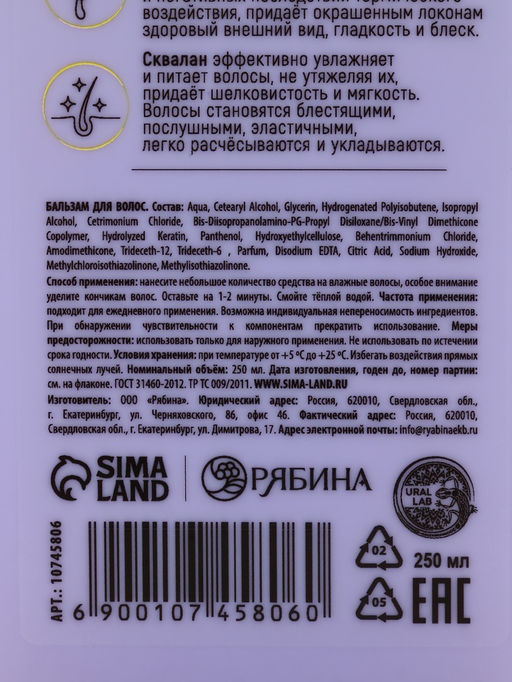 воздействия, придаёт окрашенным локонам
здоровый внешний вид, гладкость и блеск.
Сквалан эффективно увлажняет
и питает волосы, не утяжеляя их,
придаёт шелковистость и мягкость.
Волосы становятся блестящими,
послушными, эластичными,
легко расчёсываются и укладываются.
БАЛЬЗАМ ДЛЯ ВОЛОС. Состав: Aqua, Cetearyl Alcohol, Glycerin, Hydrogenated Polyisobutene, Isopropyl
Alcohol, Cetrimonium Chloride, Bis-Diisopropanolamino-PG-Propyl Disiloxane/Bis-Vinyl Dimethicone
Copolymer, Hydrolyzed Keratin, Panthenol, Hydroxyethylcellulose, Behentrimmonium Chloride,
Amodimethicone, Trideceth-12, Trideceth-6 , Parfum, Disodium EDTA, Citric Acid, Sodium Hydroxide,
Methylchloroisothiazolinone, Methylisothiazolinone.
Способ применения: нанесите небольшое количество средства на влажные волосы, особое внимание
уделите кончикам волос. Оставьте на 1-2 минуты. Смойте тёплой водой. Частота применения:
подходит для ежедневного применения. Возможна индивидуальная непереносимость ингредиентов.
При обнаружении чувствительности к компонентам прекратить использование. Меры
предосторожности: использовать только для наружного применения. Не использовать по истечении
срока годности. Условия хранения: при температуре от +5 °C до +25 °C. Избегать воздействия прямых
солнечных лучей. Номинальный объём: 250 мл. Дата изготовления, годен до, номер партии:
см. на флаконе. ГОСТ 31460-2012. ТР ТС 009/2011. WWW.SIMA-LAND.RU
Изготовитель: ООО «Рябина». Юридический адрес: Россия, 620010, Свердловская обл.,
г. Екатеринбург, ул. Черняховского, 86, офис 46. Фактический адрес: Россия, 620010,
Свердловская обл., г. Екатеринбург, ул. Димитрова, 17. Адрес электронной почты: info@ryabinaekb.ru
SIMA
LAND
РЯБИНА
URAL
LAB
АРТ.: 10745806
6 900107 458060
02
05
250 мл
EAC